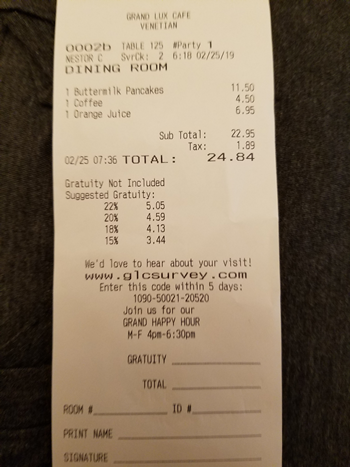 GRAND LUX CAFE
VENETIAN
0002b TABLE 125 #Party 1
NESTOR C SvrCk: 2 6:18 02/25/19
DINING ROOM
1 Buttermilk Pancakes 11.50
1 Coffee 4.50
1 Orange Juice 6.95
Sub Total: 22.95
Tax: 1.89
02/25 07:36 TOTAL: 24.84
Gratuity Not Included
Suggested Gratuity:
22% 5.05
20% 4.59
18% 4.13
15% 3.44
We'd love to hear about your visit!
www.glcsurvey.com
Enter this code within 5 days:
1090-50021-20520
Join us for our
GRAND HAPPY HOUR
M-F 4pm-6:30pm
GRATUITY
TOTAL
ROOM # ID #
PRINT NAME
SIGNATURE